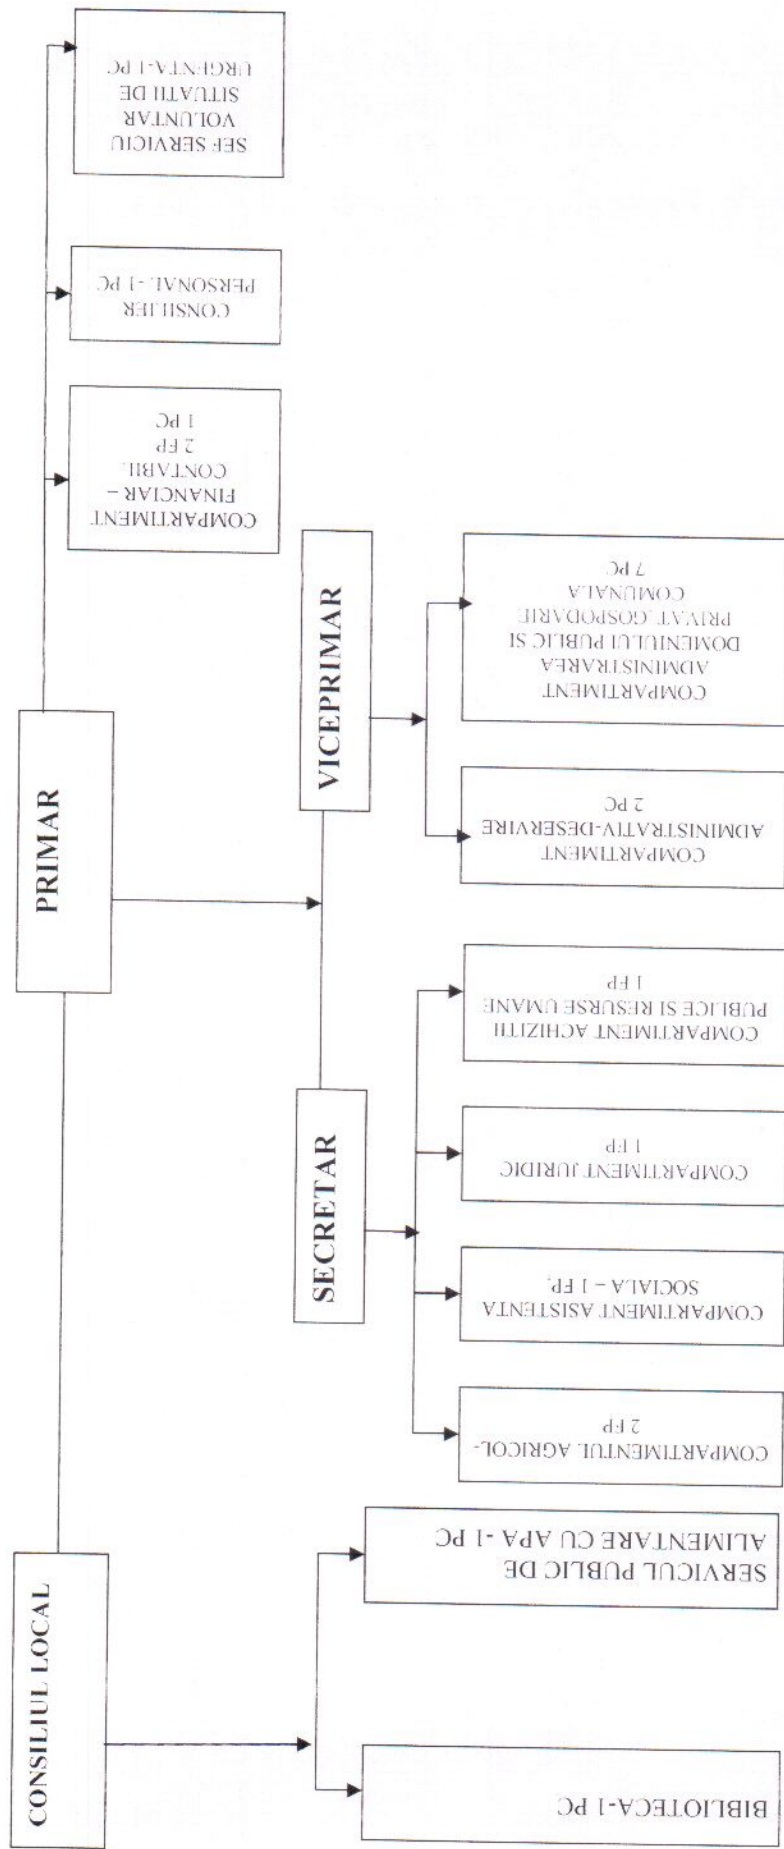 CONSILIUL LOCAL
PRIMAR
SEF SERVICIU
VOLUNTAR
SITUATII DE
URGENTA-1 PC
CONSILIER
PERSONAL -1 PC
COMPARTIMENT
FINANCIAR –
CONTABIL
2 FP
1 PC
SECRETAR
VICEPRIMAR
BIBLIOTECA-1 PC
SERVICUL PUBLIC DE
ALIMENTARE CU APA -1 PC
COMPARTIMENTUL AGRICOL-
2 FP
COMPARTIMENT ASISTENTA
SOCIALA – 1 FP.
COMPARTIMENT JURIDIC
1 FP
COMPARTIMENT ACHIZITII
PUBLICE SI RESURSE UMANE
1 FP
COMPARTIMENT
ADMINISTRATIV-DESERVIRE
2 PC
COMPARTIMENT
ADMINISTRAREA
DOMENIULUI PUBLIC SI
PRIVAT, GOSPODARIE
COMUNALA
7 PC